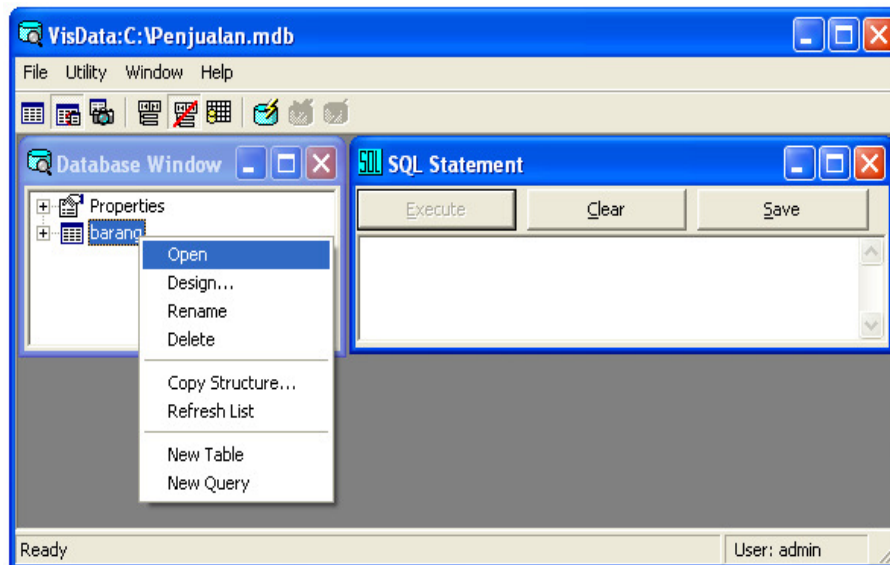 VisData:C:\Penjualan.mdb
File Utility Window Help
Database Window
Properties
barang
Open
Design...
Rename
Delete
Copy Structure...
Refresh List
New Table
New Query
SQL SQL Statement
Execute Clear Save
Ready
User: admin